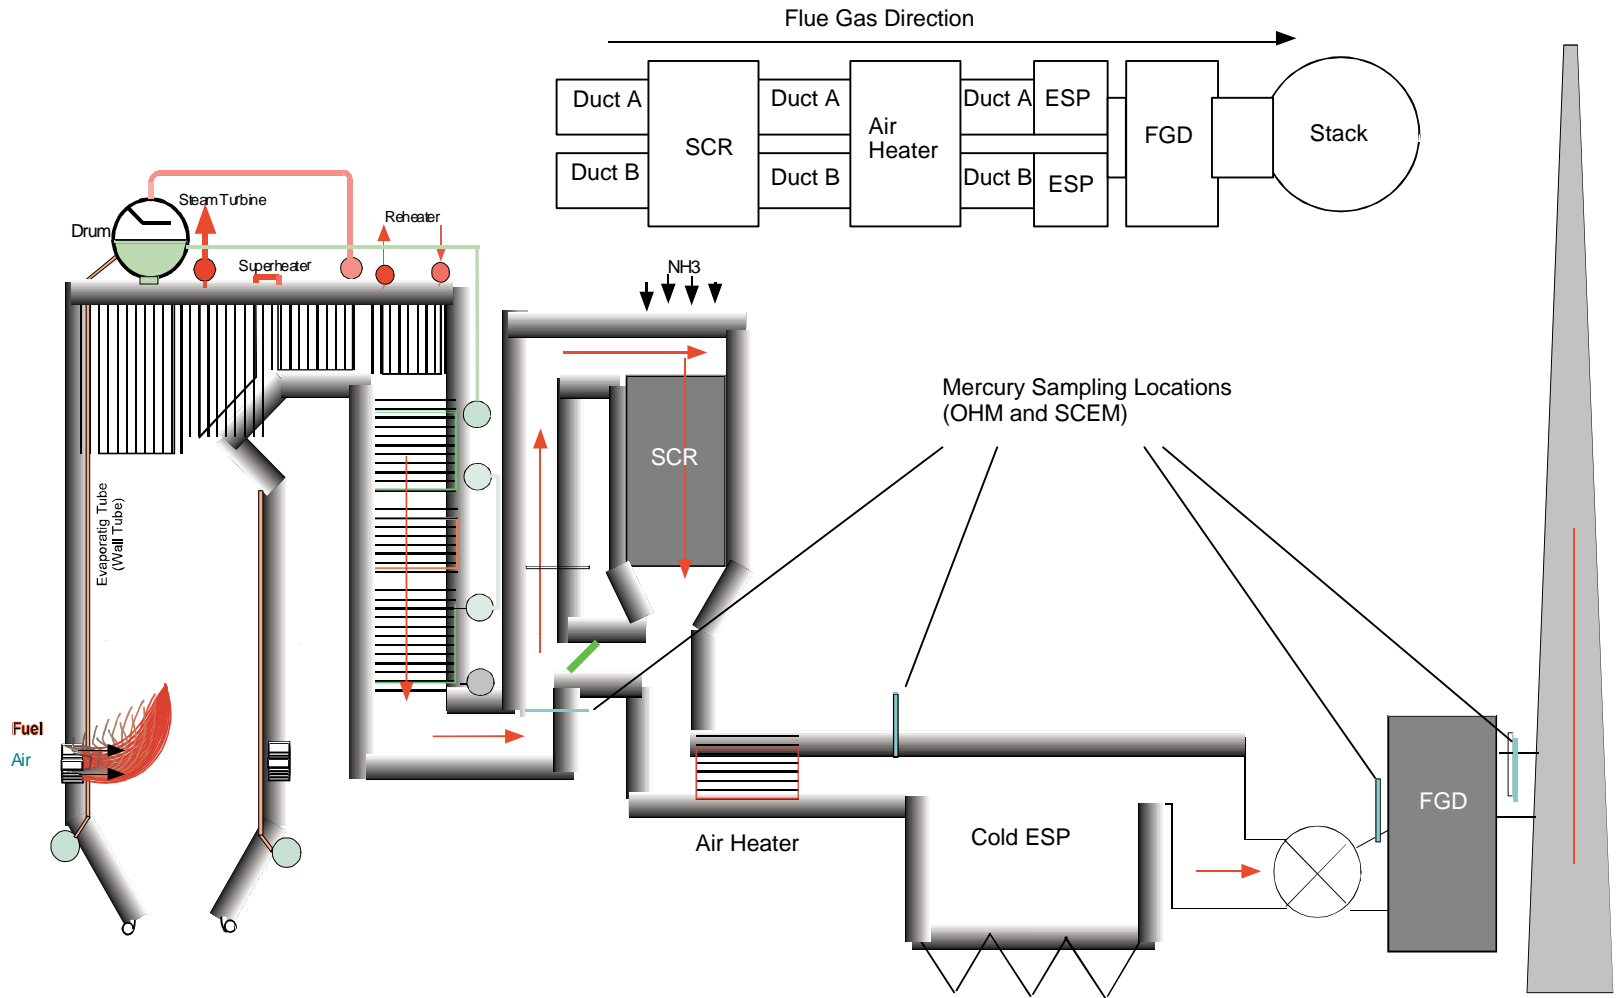 Flue Gas Direction
Duct A
Duct A
Duct A
ESP
SCR
Air
Heater
FGD
Stack
Duct B
Duct B
Duct B
ESP
Steam Turbine
Drum
Reheater
Superheater
NH3
Mercury Sampling Locations
(OHM and SCEM)
SCR
Evaporatig Tube
(Wall Tube)
Fuel
Air
Air Heater
Cold ESP
FGD